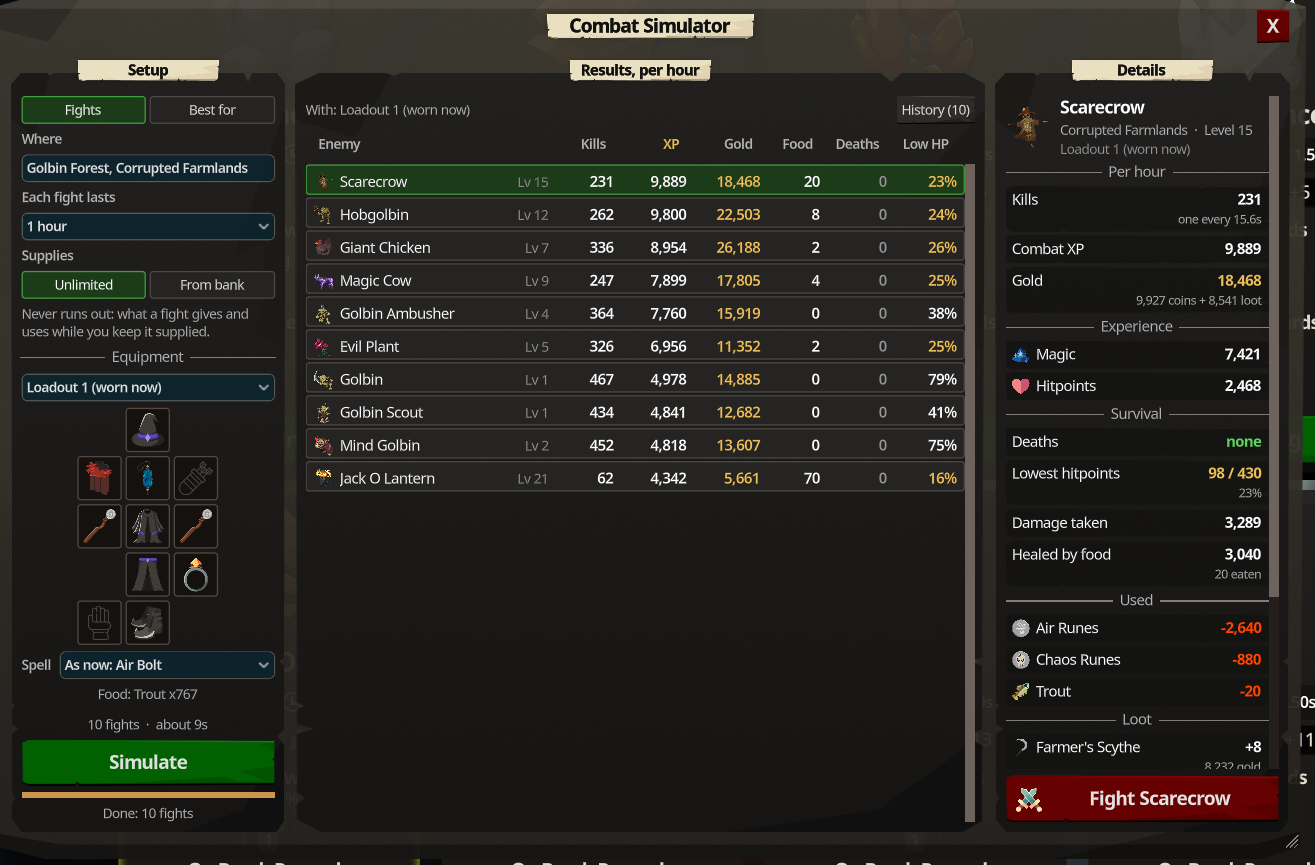 Combat Simulator
X
Setup
Fights
Best for
Where
Golbin Forest, Corrupted Farmlands
Each fight lasts
1 hour
Supplies
Unlimited
From bank
Never runs out: what a fight gives and
uses while you keep it supplied.
Equipment
Loadout 1 (worn now)
Spell
As now: Air Bolt
Food: Trout x767
10 fights · about 9s
Simulate
Done: 10 fights
Results, per hour
With: Loadout 1 (worn now)
History (10)
Enemy Kills XP Gold Food Deaths Low HP
Scarecrow Lv 15 231 9,889 18,468 20 0 23%
Hobgolbin Lv 12 262 9,800 22,503 8 0 24%
Giant Chicken Lv 7 336 8,954 26,188 2 0 26%
Magic Cow Lv 9 247 7,899 17,805 4 0 25%
Golbin Ambusher Lv 4 364 7,760 15,919 0 0 38%
Evil Plant Lv 5 326 6,956 11,352 2 0 25%
Golbin Lv 1 467 4,978 14,885 0 0 79%
Golbin Scout Lv 1 434 4,841 12,682 0 0 41%
Mind Golbin Lv 2 452 4,818 13,607 0 0 75%
Jack O Lantern Lv 21 62 4,342 5,661 70 0 16%
Details
Scarecrow
Corrupted Farmlands · Level 15
Loadout 1 (worn now)
Per hour
Kills 231
one every 15.6s
Combat XP 9,889
Gold 18,468
9,927 coins + 8,541 loot
Experience
Magic 7,421
Hitpoints 2,468
Survival
Deaths none
Lowest hitpoints 98 / 430
23%
Damage taken 3,289
Healed by food 3,040
20 eaten
Used
Air Runes -2,640
Chaos Runes -880
Trout -20
Loot
Farmer's Scythe +8
8,232 gold
Fight Scarecrow